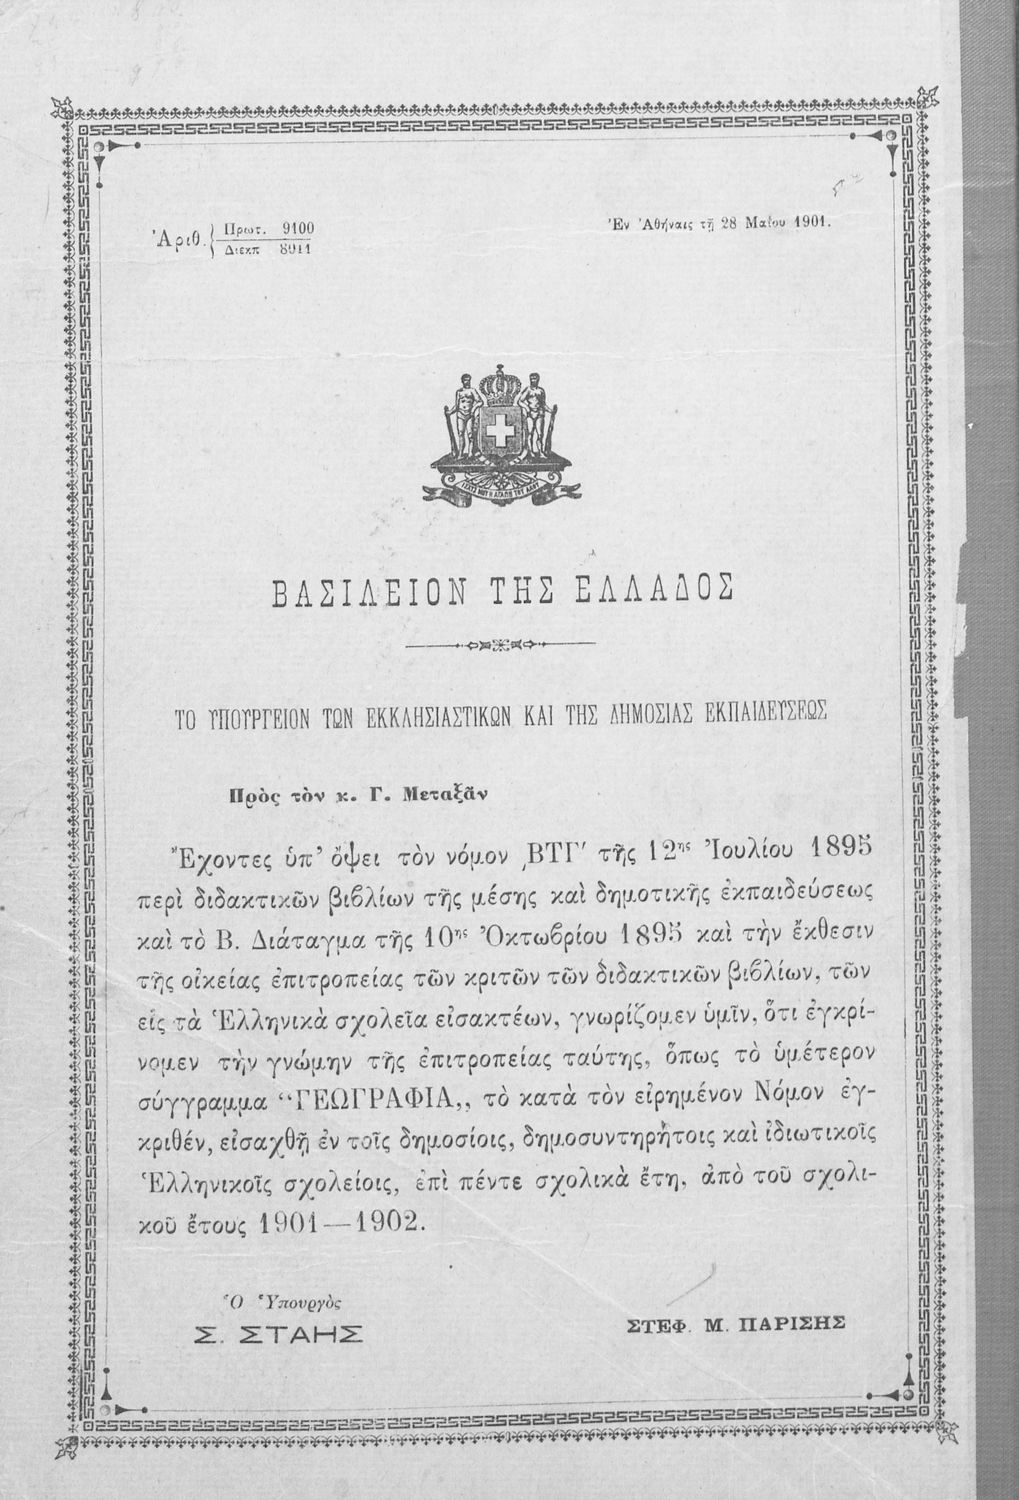 Ἀριθ. { Πρωτ. 9100
Διεκπ 8911
Ἐν Ἀθήναις τῇ 28 Μαΐου 1901.
ΙΣΧΥΣ ΜΟΥ Η ΑΓΑΠΗ ΤΟΥ ΛΑΟΥ
ΒΑΣΙΛΕΙΟΝ ΤΗΣ ΕΛΛΑΔΟΣ
ΤΟ ΥΠΟΥΡΓΕΙΟΝ ΤΩΝ ΕΚΚΛΗΣΙΑΣΤΙΚΩΝ ΚΑΙ ΤΗΣ ΔΗΜΟΣΙΑΣ ΕΚΠΑΙΔΕΥΣΕΩΣ
Πρὸς τὸν κ. Γ. Μεταξᾶν
Ἔχοντες ὑπ' ὄψει τὸν νόμον ͵ΒΤΓ′ τῆς 12ης Ἰουλίου 1895
περὶ διδακτικῶν βιβλίων τῆς μέσης καὶ δημοτικῆς ἐκπαιδεύσεως
καὶ τὸ Β. Διάταγμα τῆς 10ης Ὀκτωβρίου 1895 καὶ τὴν ἔκθεσιν
τῆς οἰκείας ἐπιτροπείας τῶν κριτῶν τῶν διδακτικῶν βιβλίων, τῶν
εἰς τὰ Ἑλληνικὰ σχολεῖα εἰσακτέων, γνωρίζομεν ὑμῖν, ὅτι ἐγκρί-
νομεν τὴν γνώμην τῆς ἐπιτροπείας ταύτης, ὅπως τὸ ὑμέτερον
σύγγραμμα “ΓΕΩΓΡΑΦΙΑ,, τὸ κατὰ τὸν εἰρημένον Νόμον ἐγ-
κριθέν, εἰσαχθῇ ἐν τοῖς δημοσίοις, δημοσυντηρήτοις καὶ ἰδιωτικοῖς
Ἑλληνικοῖς σχολείοις, ἐπὶ πέντε σχολικὰ ἔτη, ἀπὸ τοῦ σχολι-
κοῦ ἔτους 1901—1902.
Ὁ Ὑπουργὸς
Σ. ΣΤΑΗΣ
ΣΤΕΦ. Μ. ΠΑΡΙΣΗΣ